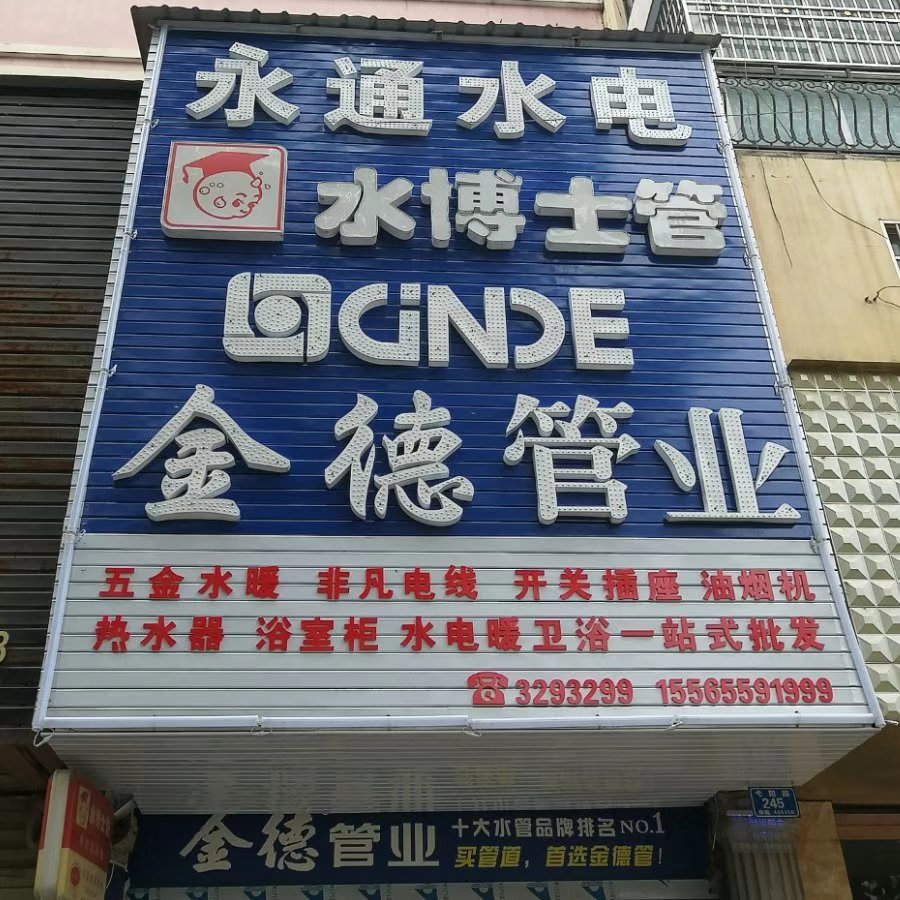 永通水电
水博士管
GINDE
金德管业
五金水暖 非凡电线 开关插座 油烟机
热水器 浴室柜 水电暖卫浴一站式批发
☎3293299 15565591999
金德管业 十大水管品牌排名NO.1
买管道，首选金德管！
245